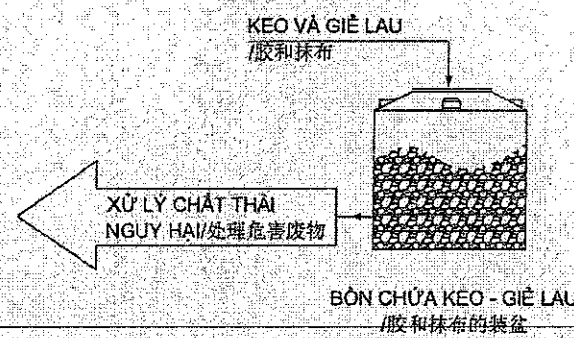 KEO VÀ GIẺ LAU
/胶和抹布
XỬ LÝ CHẤT THẢI
NGUY HẠI/处理危害废物
BỒN CHỨA KEO - GIẺ LAU
/胶和抹布的装盆